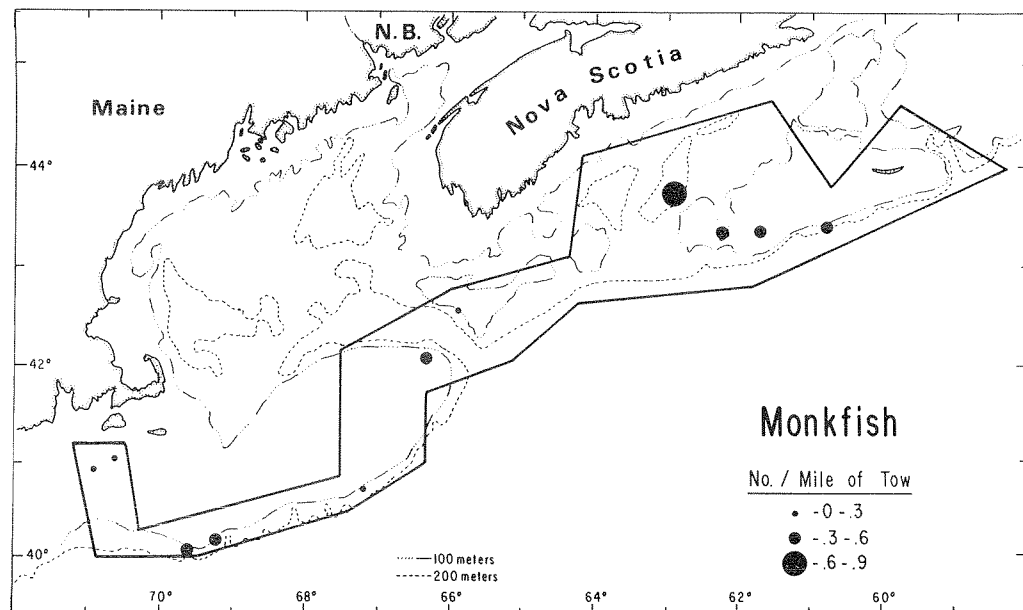 N.B.
Maine
Nova Scotia
44°
42°
40°
Monkfish
No. / Mile of Tow
-0 - .3
-.3 - .6
-.6 - .9
100 meters
200 meters
70° 68° 66° 64° 62° 60°